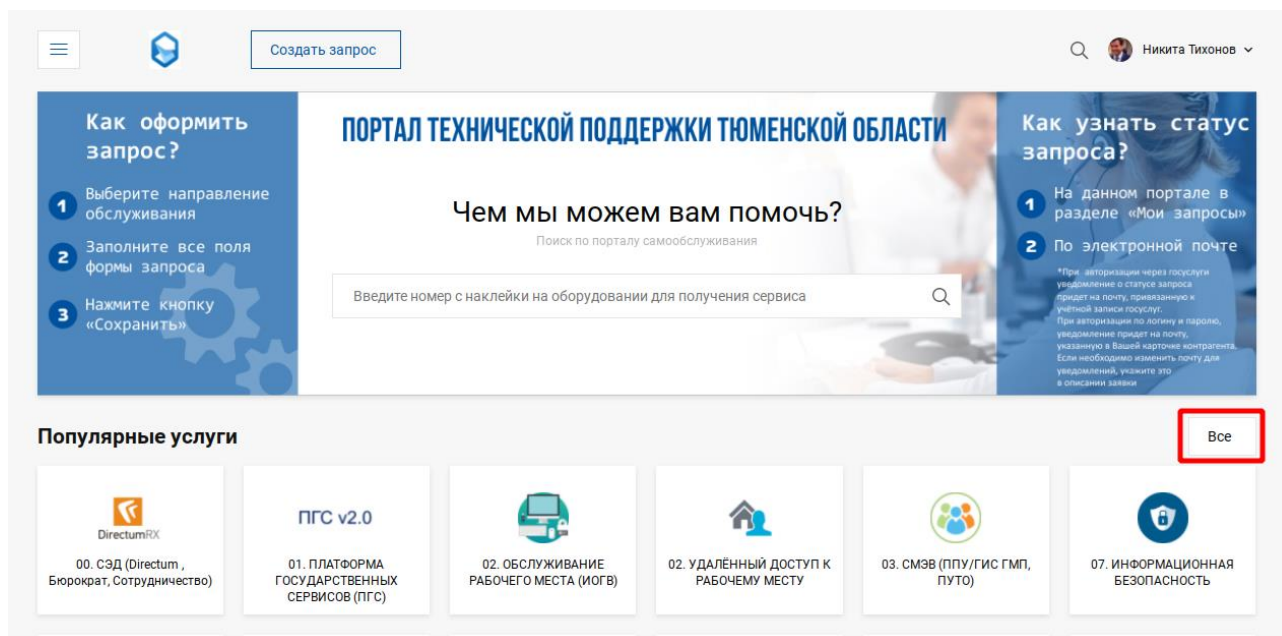 Создать запрос
Никита Тихонов
Как оформить
запрос?
1 Выберите направление
обслуживания
2 Заполните все поля
формы запроса
3 Нажмите кнопку
«Сохранить»
ПОРТАЛ ТЕХНИЧЕСКОЙ ПОДДЕРЖКИ ТЮМЕНСКОЙ ОБЛАСТИ
Чем мы можем вам помочь?
Поиск по порталу самообслуживания
Введите номер с наклейки на оборудовании для получения сервиса
Как узнать статус
запроса?
1 На данном портале в
разделе «Мои запросы»
2 По электронной почте
*При авторизации через госуслуги
уведомление о статусе запроса
придет на почту, привязанную к
учётной записи госуслуг.
При авторизации по логину и паролю,
уведомление придет на почту,
указанную в Вашей карточке контрагента.
Если необходимо изменить почту для
уведомлений, укажите это
в описании заявки
Популярные услуги
Все
DirectumRX
00. СЭД (Directum ,
Бюрократ, Сотрудничество)
ПГС v2.0
01. ПЛАТФОРМА
ГОСУДАРСТВЕННЫХ
СЕРВИСОВ (ПГС)
02. ОБСЛУЖИВАНИЕ
РАБОЧЕГО МЕСТА (ИОГВ)
02. УДАЛЁННЫЙ ДОСТУП К
РАБОЧЕМУ МЕСТУ
03. СМЭВ (ППУ/ГИС ГМП,
ПУТО)
07. ИНФОРМАЦИОННАЯ
БЕЗОПАСНОСТЬ